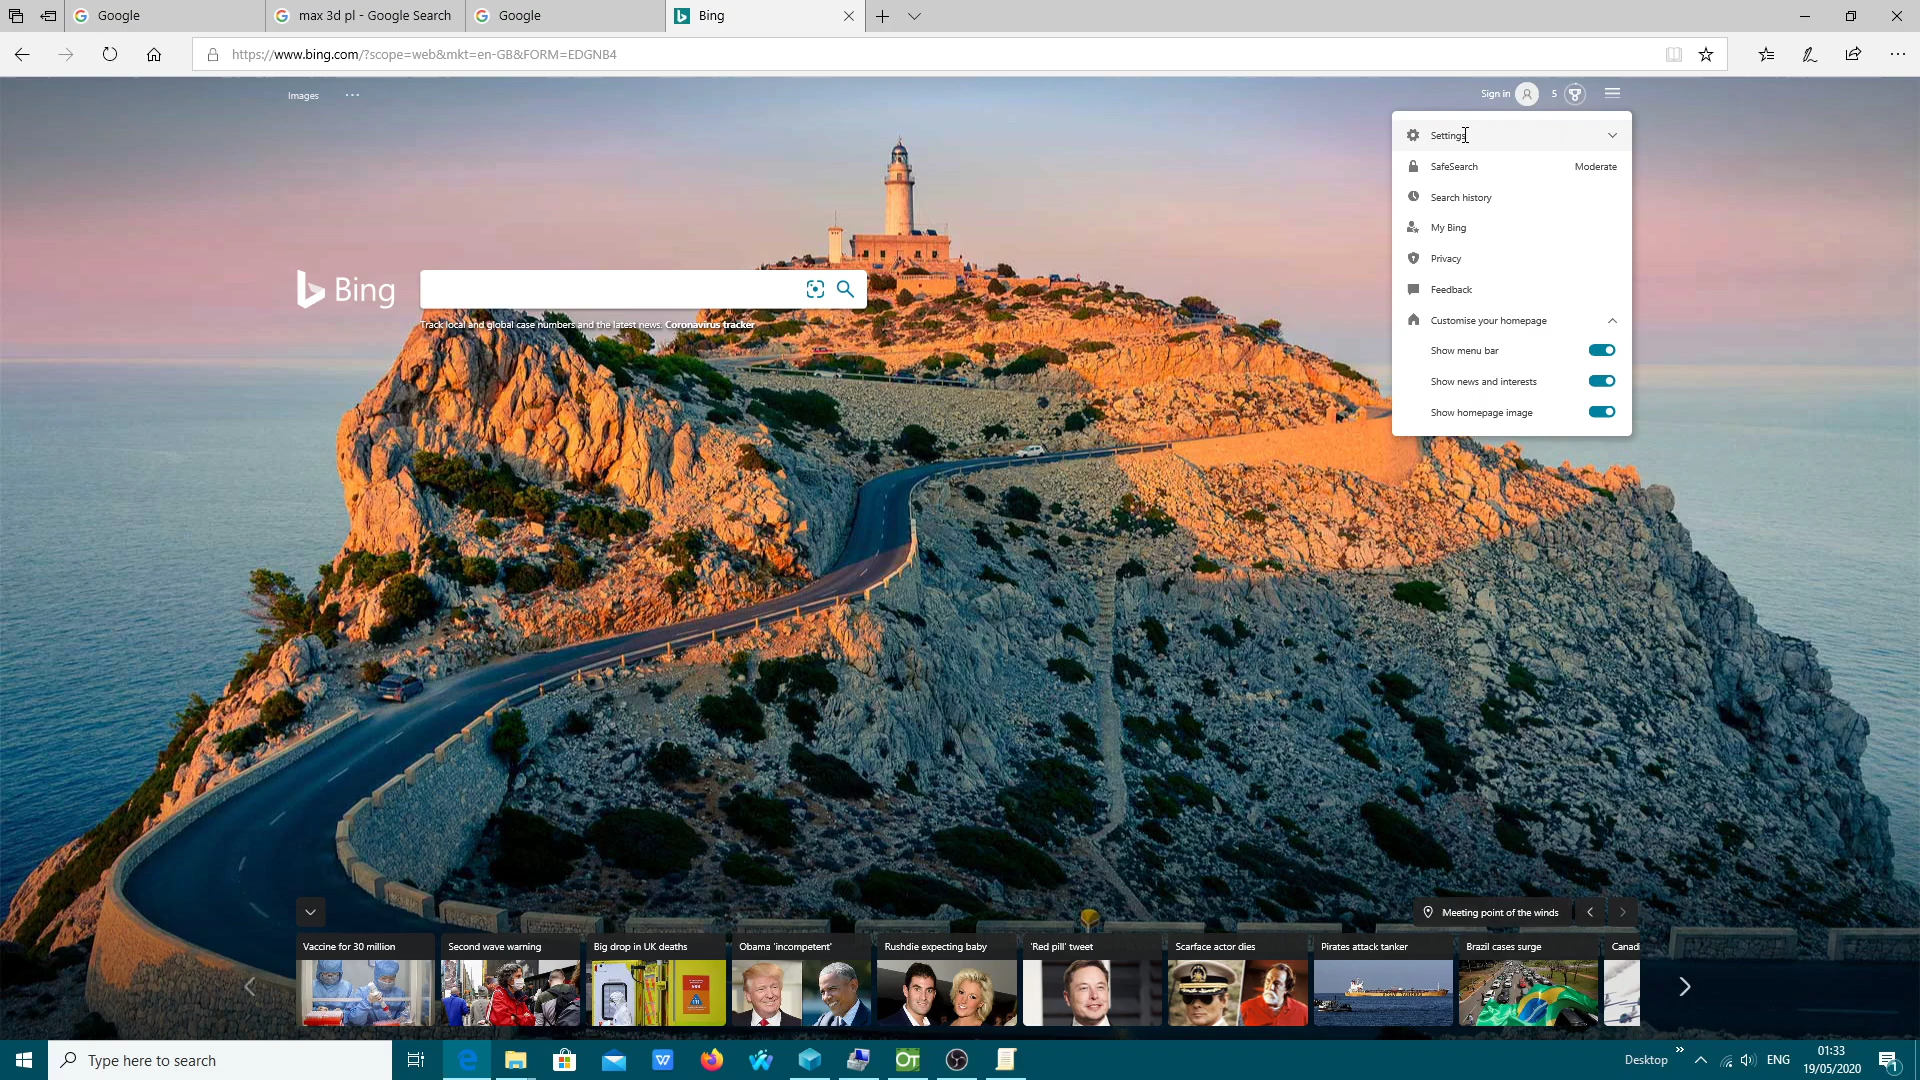 Google
max 3d pl - Google Search
Google
Bing
https://www.bing.com/?scope=web&mkt=en-GB&FORM=EDGNB4
Images
Sign in
5
Settings
SafeSearch Moderate
Search history
My Bing
Privacy
Feedback
Customise your homepage
Show menu bar
Show news and interests
Show homepage image
Bing
Track local and global case numbers and the latest news. Coronavirus tracker
Meeting point of the winds
Vaccine for 30 million
Second wave warning
Big drop in UK deaths
Obama 'incompetent'
Rushdie expecting baby
'Red pill' tweet
Scarface actor dies
Pirates attack tanker
Brazil cases surge
Canad
Type here to search
Desktop
ENG
01:33
19/05/2020
1